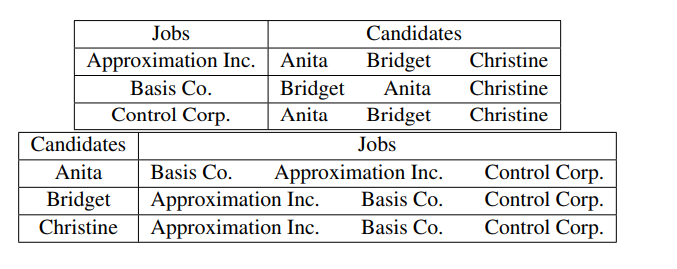 Jobs Candidates
Approximation Inc. Anita Bridget Christine
Basis Co. Bridget Anita Christine
Control Corp. Anita Bridget Christine
Candidates Jobs
Anita Basis Co. Approximation Inc. Control Corp.
Bridget Approximation Inc. Basis Co. Control Corp.
Christine Approximation Inc. Basis Co. Control Corp.